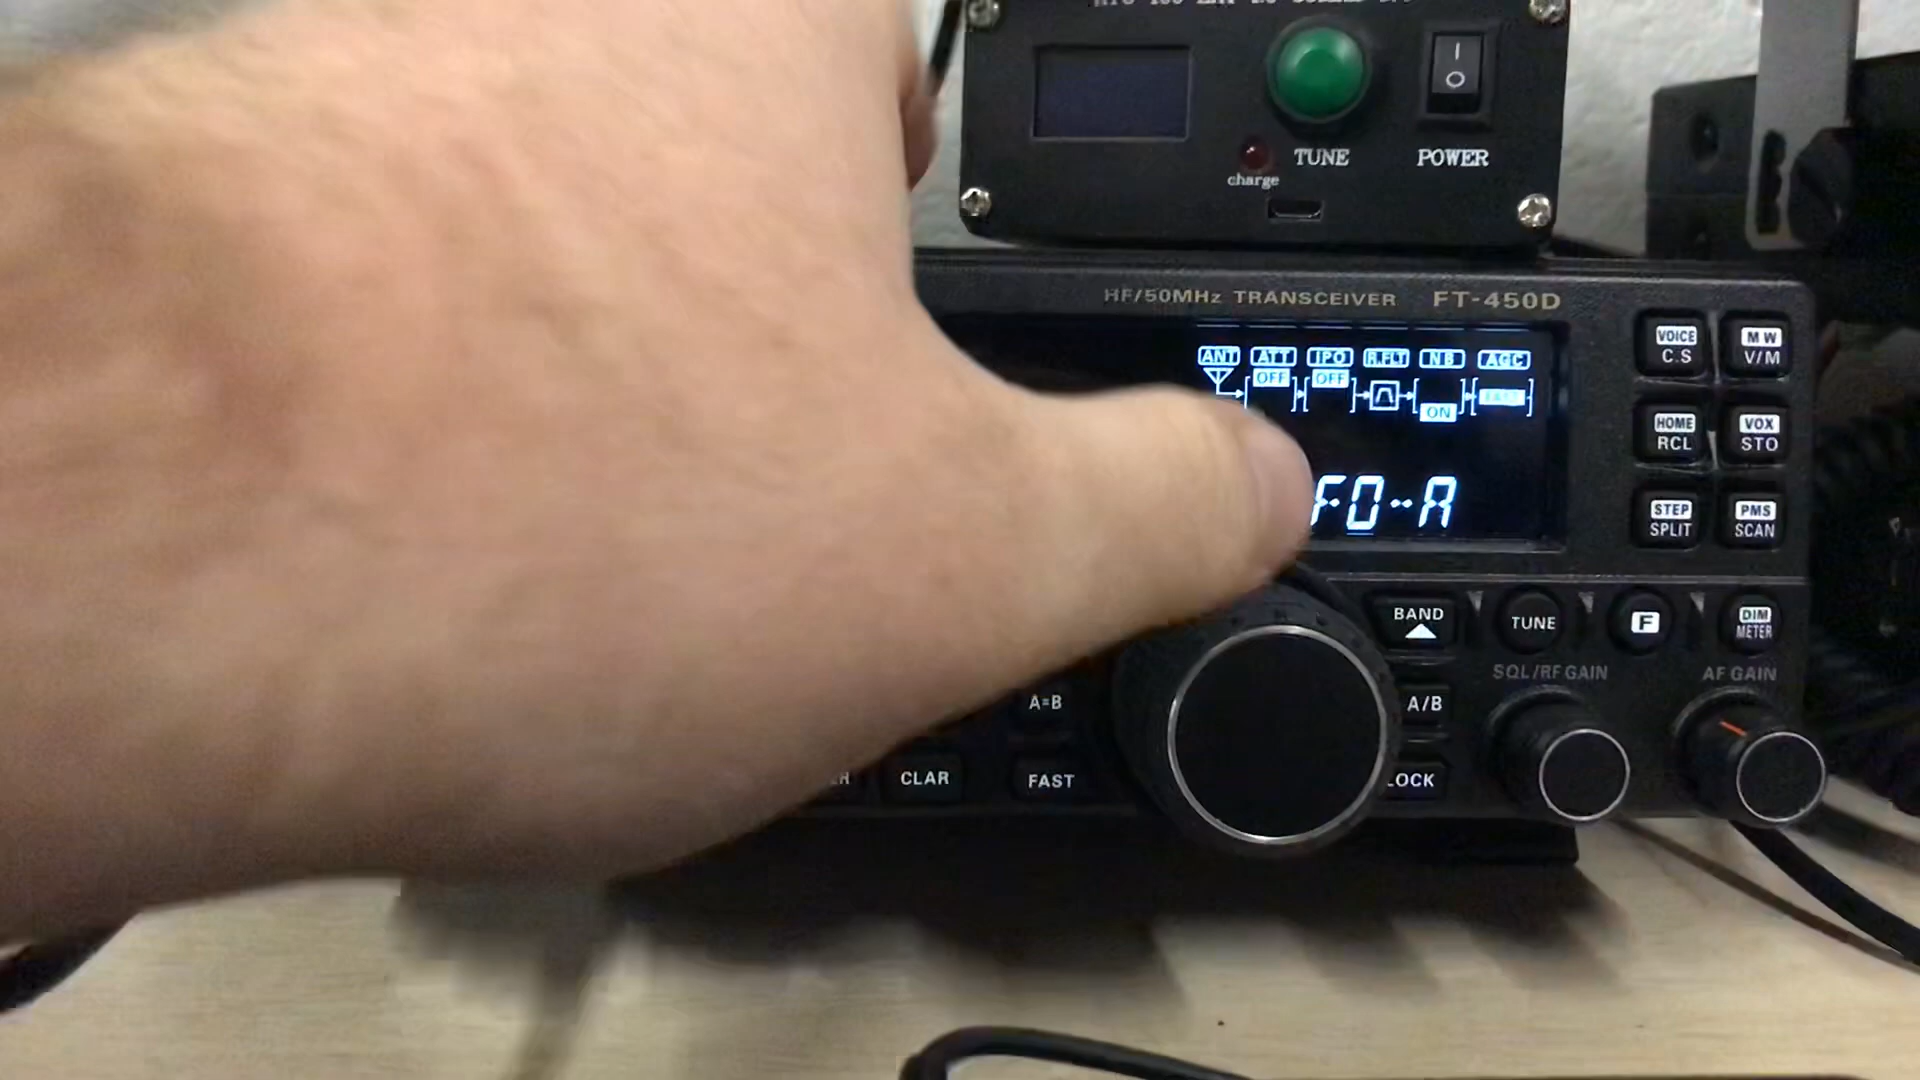 TUNE POWER
charge
HF/50MHz TRANSCEIVER FT-450D
ANT ATT IPO R.FLT NB AGC
OFF OFF
ON
FO--A
VOICE
C.S
M W
V/M
HOME
RCL
VOX
STO
STEP
SPLIT
PMS
SCAN
BAND
TUNE
F
DIM
METER
SQL/RF GAIN
AF GAIN
A=B
A/B
CLAR
FAST
LOCK